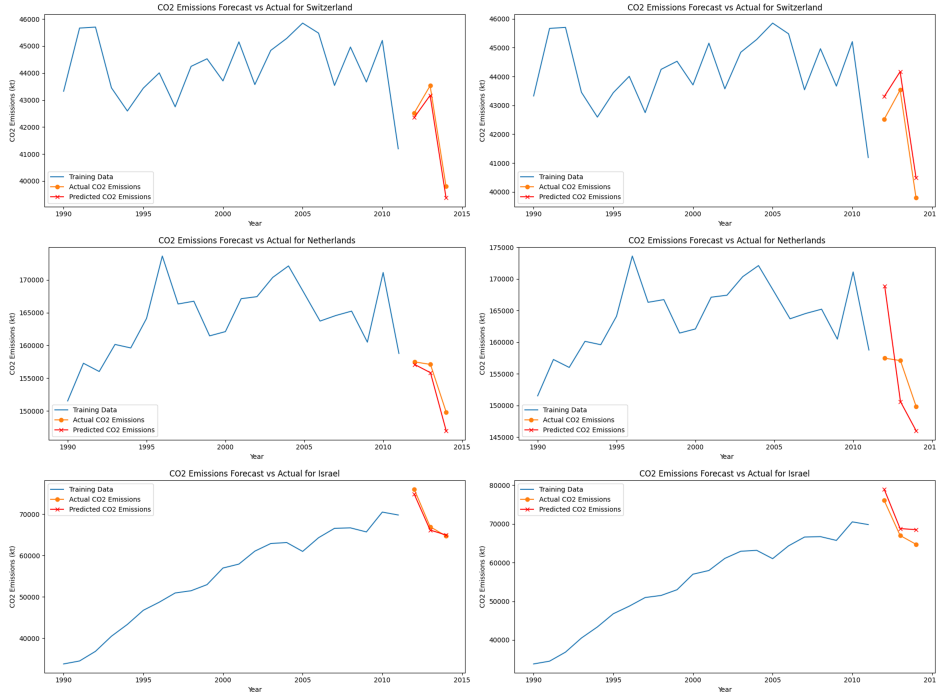 CO2 Emissions Forecast vs Actual for Switzerland
CO2 Emissions (kt)
46000
45000
44000
43000
42000
41000
40000
Training Data
Actual CO2 Emissions
Predicted CO2 Emissions
1990
1995
2000
2005
2010
2015
Year
CO2 Emissions Forecast vs Actual for Switzerland
CO2 Emissions (kt)
46000
45000
44000
43000
42000
41000
40000
Training Data
Actual CO2 Emissions
Predicted CO2 Emissions
1990
1995
2000
2005
2010
201
Year
CO2 Emissions Forecast vs Actual for Netherlands
CO2 Emissions (kt)
170000
165000
160000
155000
150000
Training Data
Actual CO2 Emissions
Predicted CO2 Emissions
1990
1995
2000
2005
2010
2015
Year
CO2 Emissions Forecast vs Actual for Netherlands
CO2 Emissions (kt)
175000
170000
165000
160000
155000
150000
145000
Training Data
Actual CO2 Emissions
Predicted CO2 Emissions
1990
1995
2000
2005
2010
201
Year
CO2 Emissions Forecast vs Actual for Israel
CO2 Emissions (kt)
70000
60000
50000
40000
Training Data
Actual CO2 Emissions
Predicted CO2 Emissions
1990
1995
2000
2005
2010
2015
Year
CO2 Emissions Forecast vs Actual for Israel
CO2 Emissions (kt)
80000
70000
60000
50000
40000
Training Data
Actual CO2 Emissions
Predicted CO2 Emissions
1990
1995
2000
2005
2010
201
Year